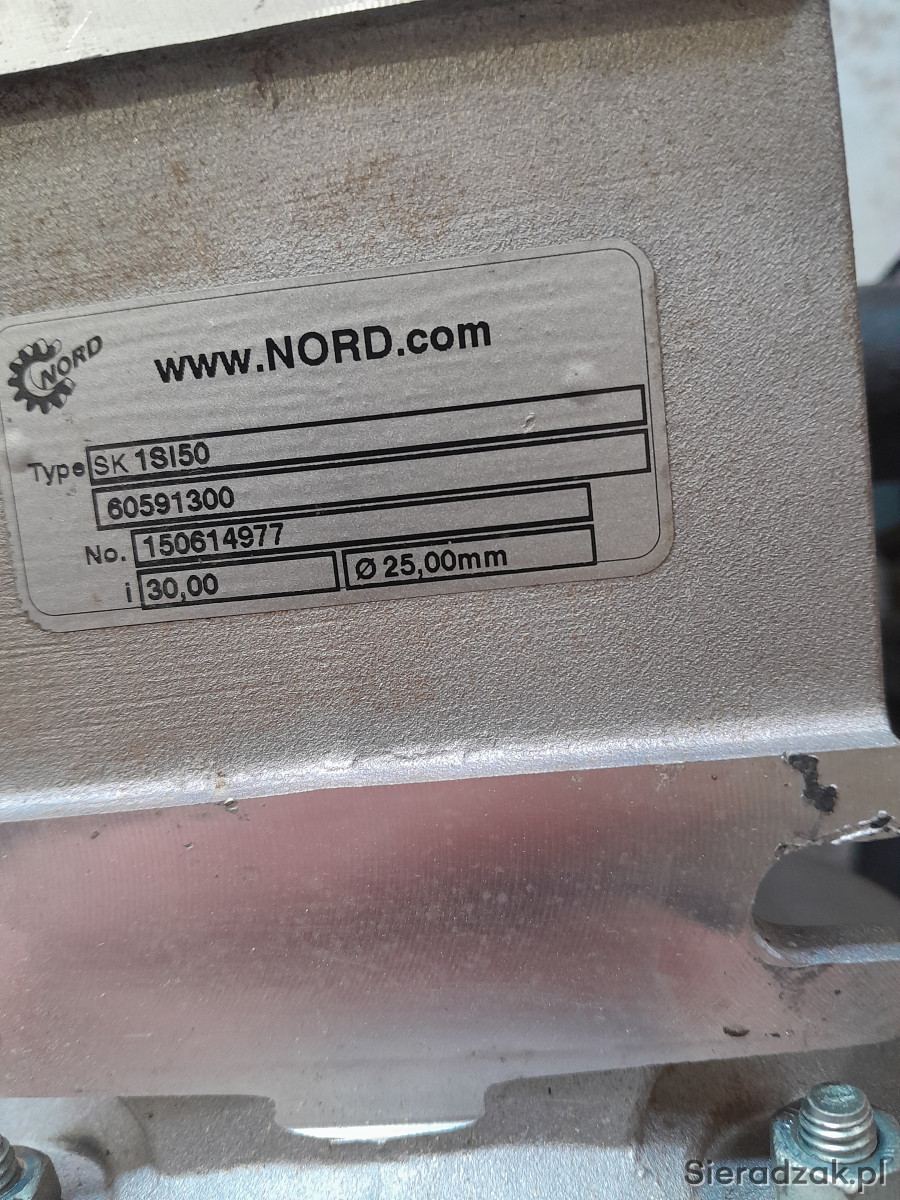 NORD
www.NORD.com
Type SK 1SI50
60591300
No. 150614977
i 30,00 Ø 25,00mm
Sieradzak.pl